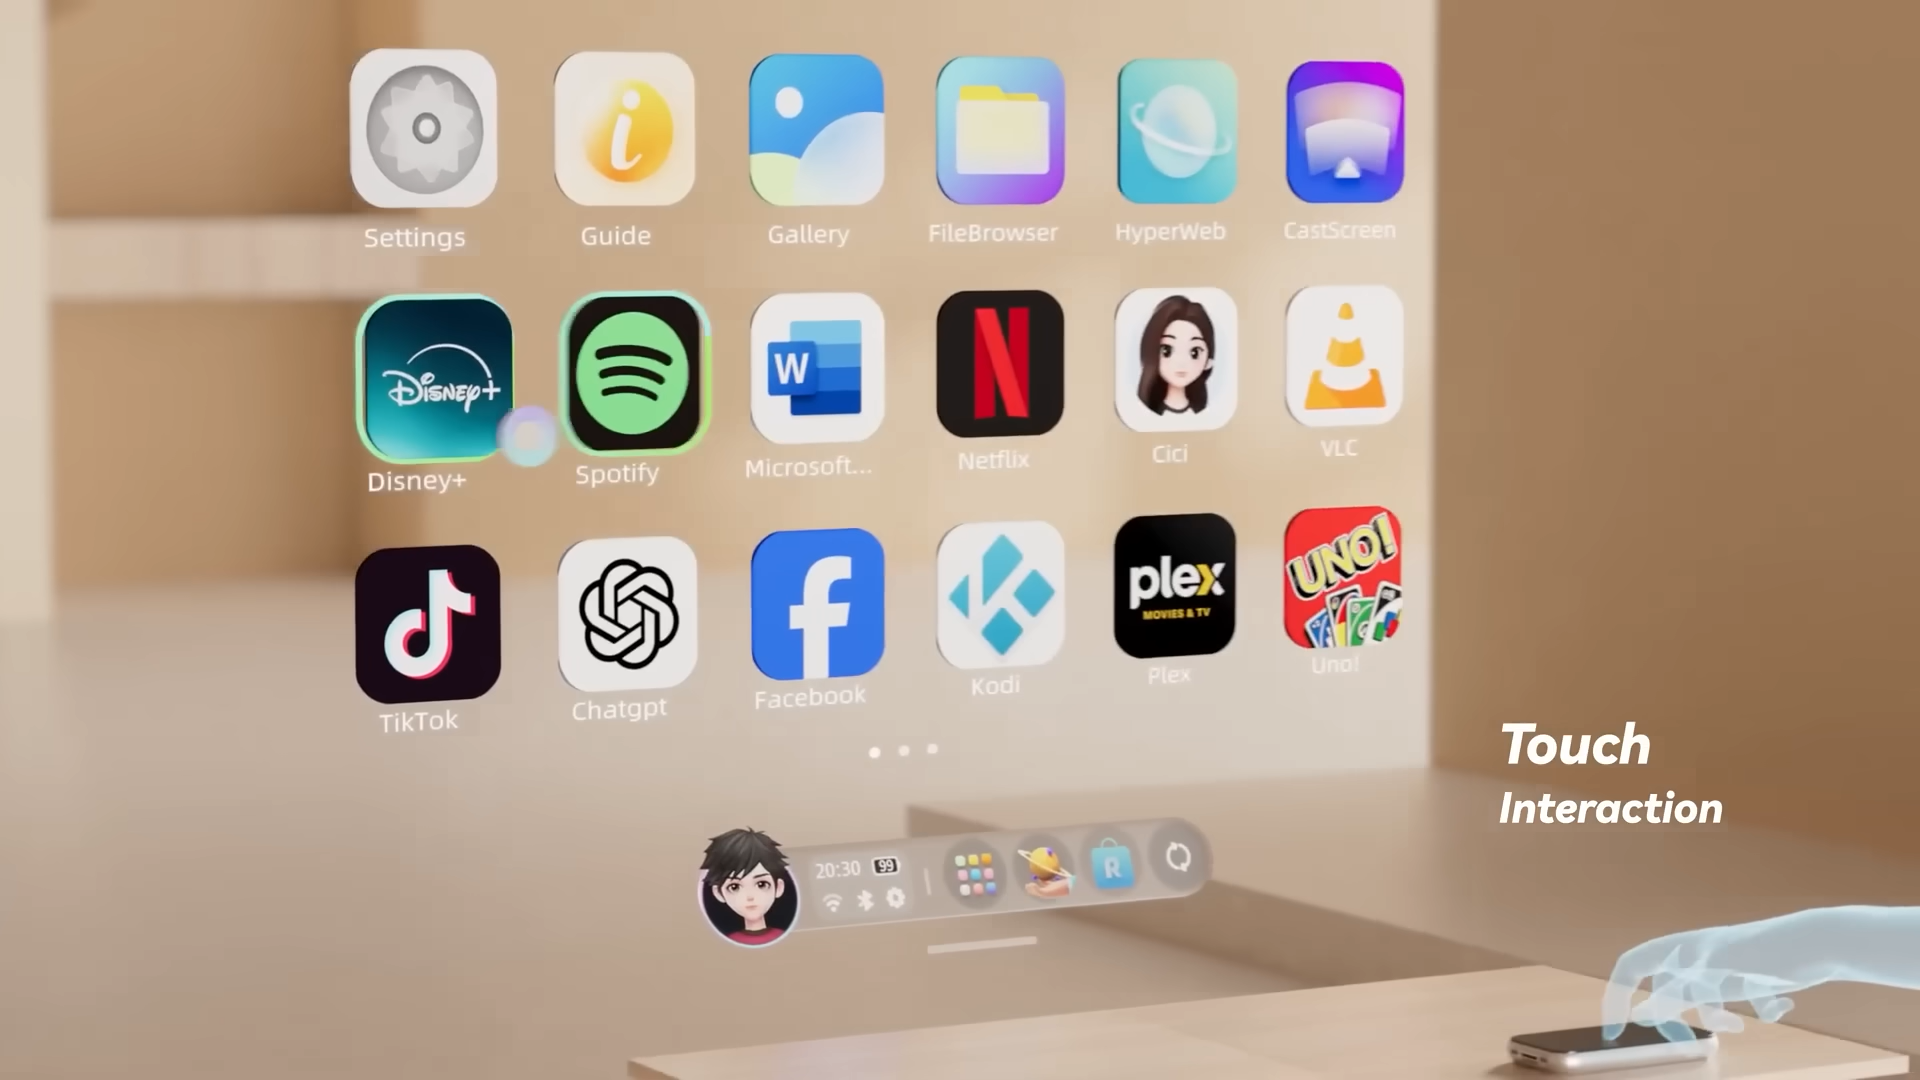 Settings
Guide
Gallery
FileBrowser
HyperWeb
CastScreen
Disney+
W
N
Disney+
Spotify
Microsoft...
Netflix
Cici
VLC
plex
MOVIES & TV
UNO!
TikTok
Chatgpt
Facebook
Kodi
Plex
Uno!
Touch
Interaction
20:30 99
R